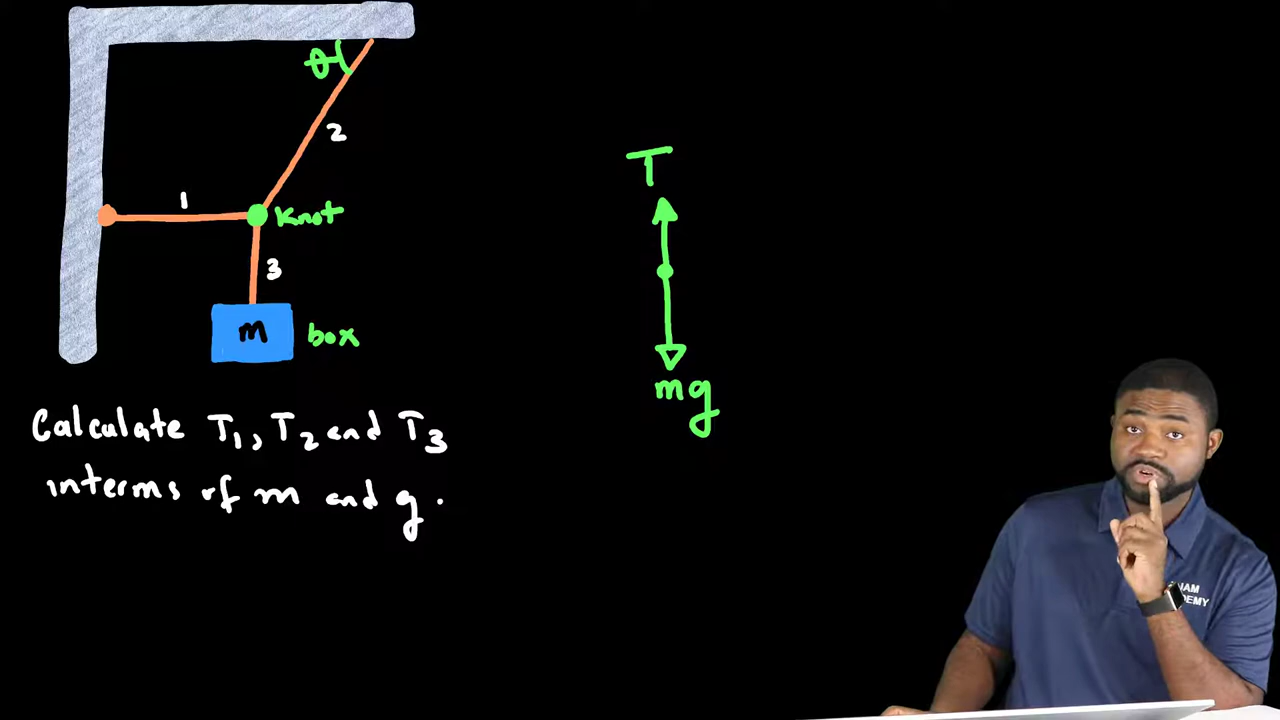 θ
2
1
Knot
3
m
box
Calculate T₁, T₂ and T₃
interms of m and g.
T
mg